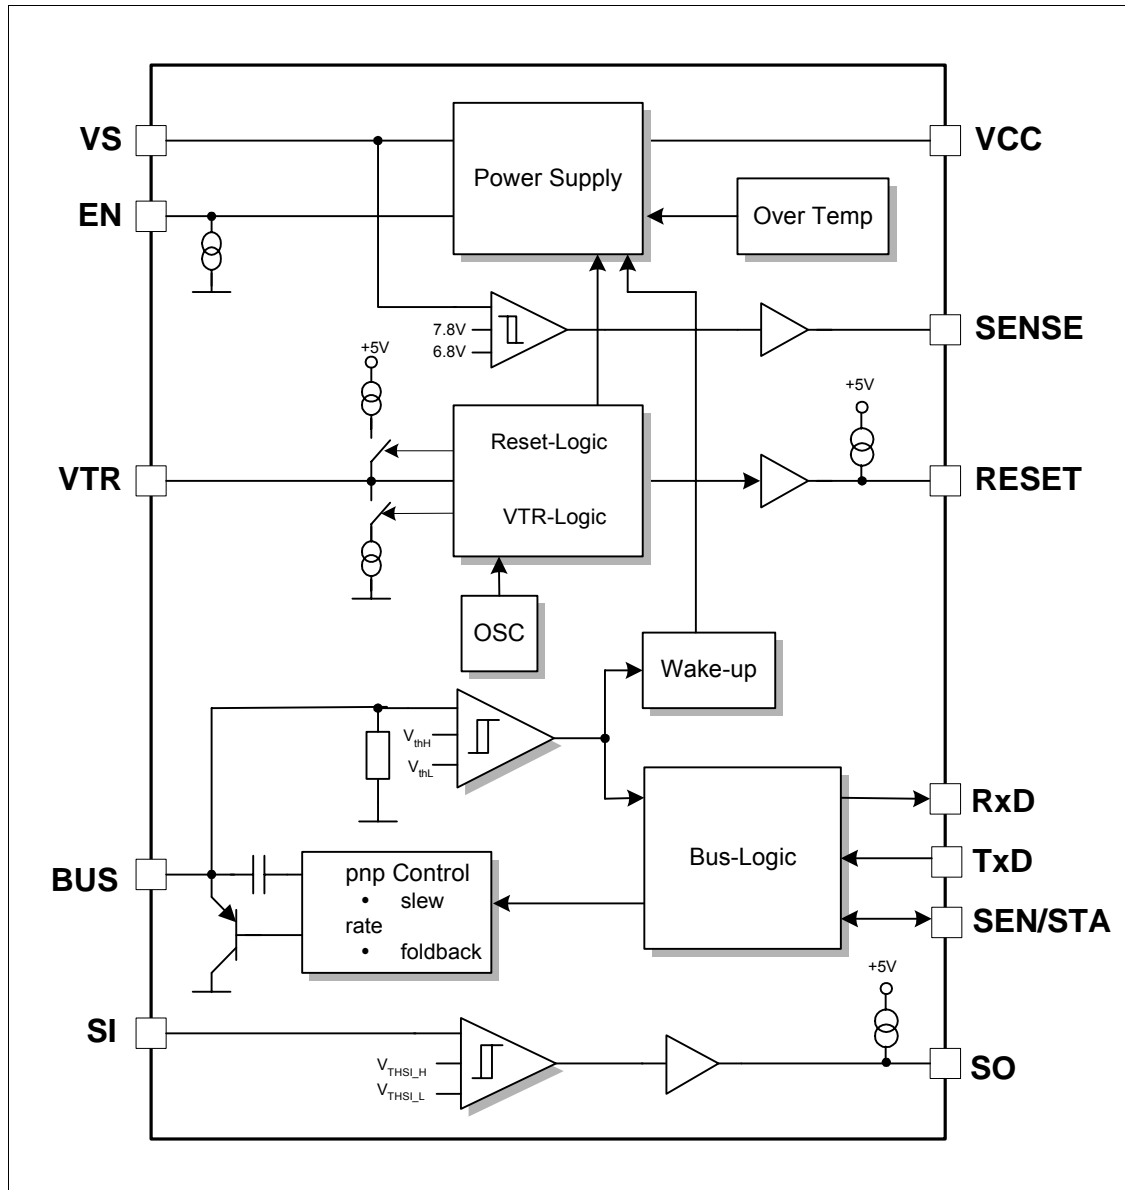 VS
VCC
Power Supply
EN
Over Temp
7.8V
6.8V
SENSE
+5V
+5V
Reset-Logic
VTR
VTR-Logic
RESET
OSC
Wake-up
VthH
VthL
RxD
Bus-Logic
TxD
BUS
pnp Control
• slew
rate
• foldback
SEN/STA
+5V
SI
VTHSI_H
VTHSI_L
SO